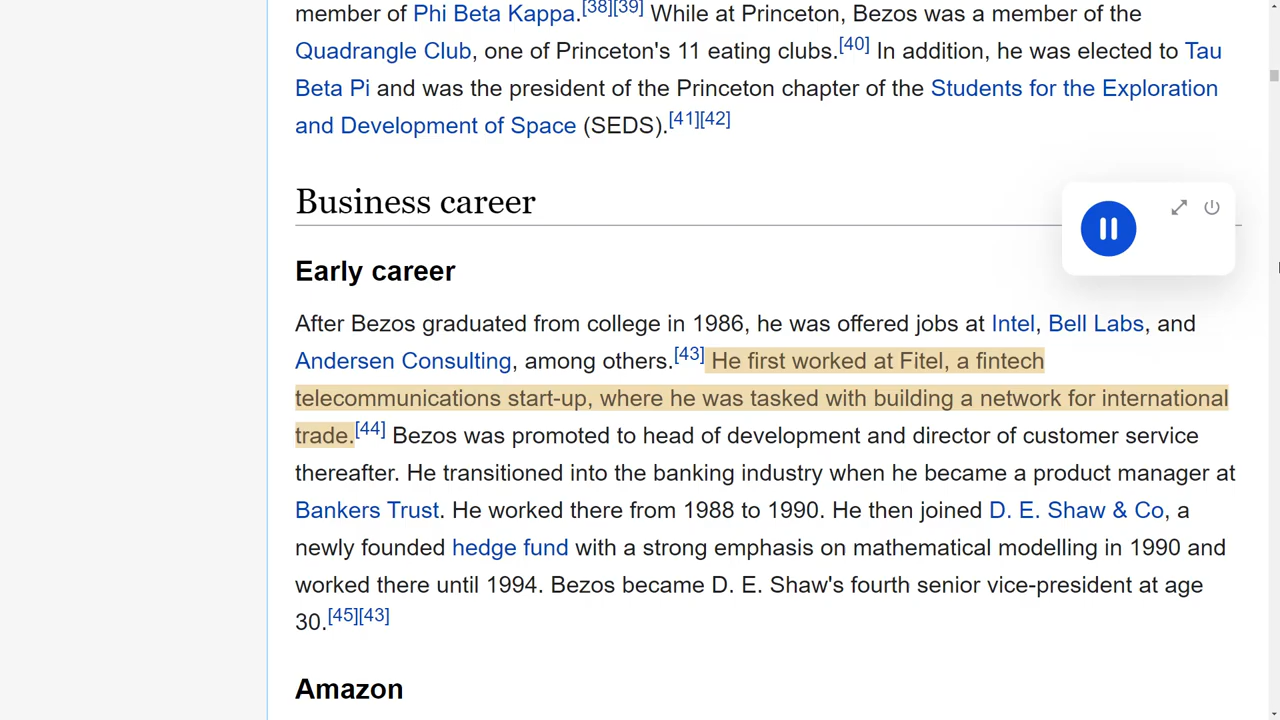 member of Phi Beta Kappa.[38][39] While at Princeton, Bezos was a member of the
Quadrangle Club, one of Princeton's 11 eating clubs.[40] In addition, he was elected to Tau
Beta Pi and was the president of the Princeton chapter of the Students for the Exploration
and Development of Space (SEDS).[41][42]
Business career
Early career
After Bezos graduated from college in 1986, he was offered jobs at Intel, Bell Labs, and
Andersen Consulting, among others.[43] He first worked at Fitel, a fintech
telecommunications start-up, where he was tasked with building a network for international
trade.[44] Bezos was promoted to head of development and director of customer service
thereafter. He transitioned into the banking industry when he became a product manager at
Bankers Trust. He worked there from 1988 to 1990. He then joined D. E. Shaw & Co, a
newly founded hedge fund with a strong emphasis on mathematical modelling in 1990 and
worked there until 1994. Bezos became D. E. Shaw's fourth senior vice-president at age
30.[45][43]
Amazon